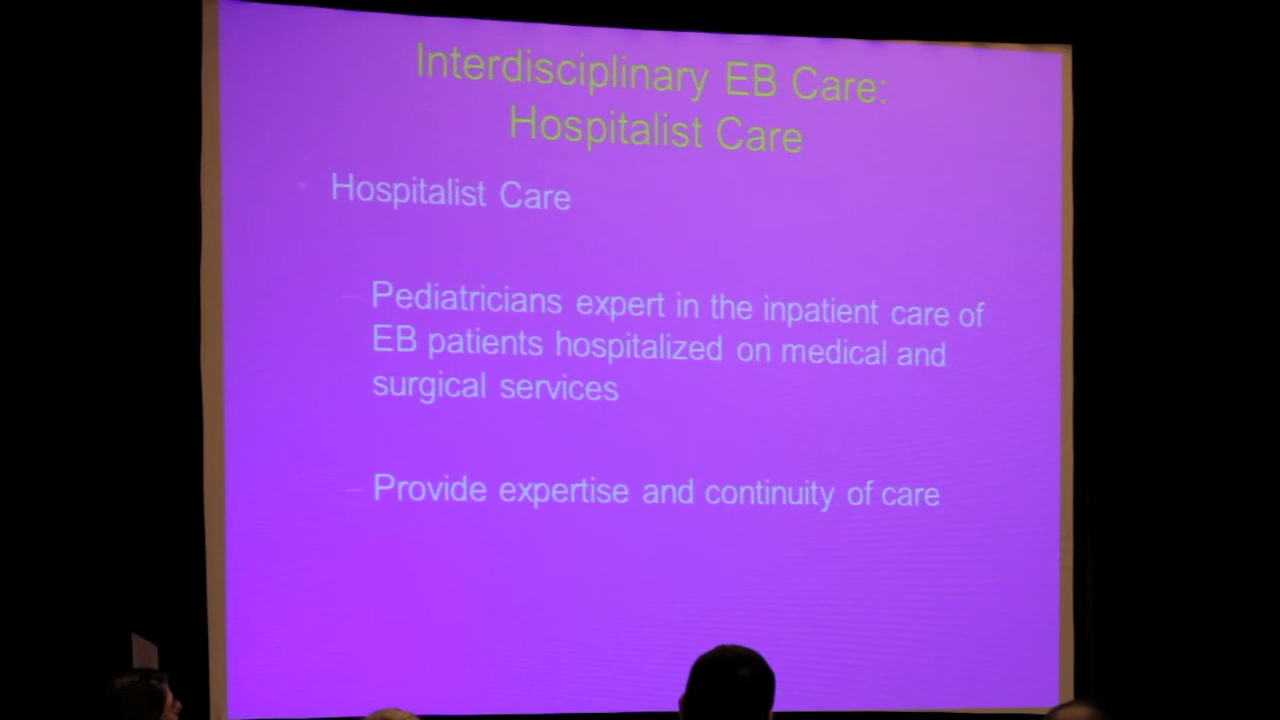 Interdisciplinary EB Care:
Hospitalist Care
Hospitalist Care
– Pediatricians expert in the inpatient care of
EB patients hospitalized on medical and
surgical services
– Provide expertise and continuity of care